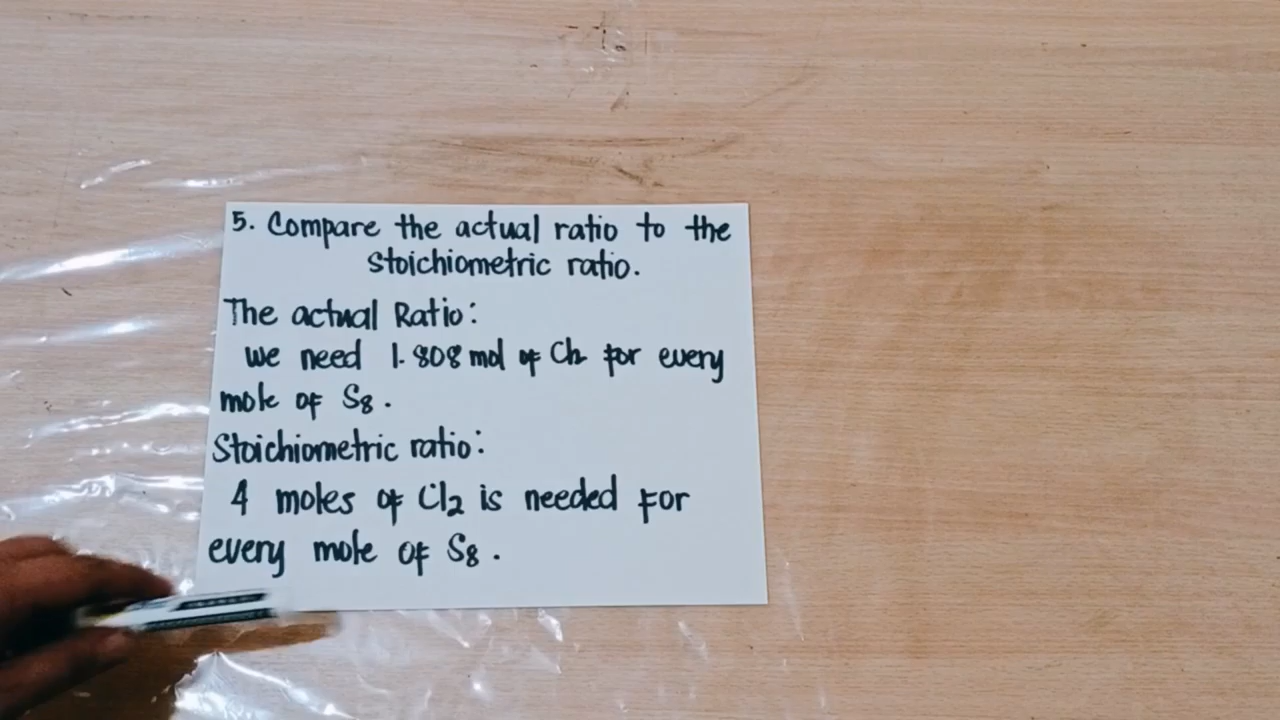 5. Compare the actual ratio to the
stoichiometric ratio.
The actual Ratio:
We need 1.808 mol of Cl2 for every
mole of S8.
Stoichiometric ratio:
4 moles of Cl2 is needed for
every mole of S8.